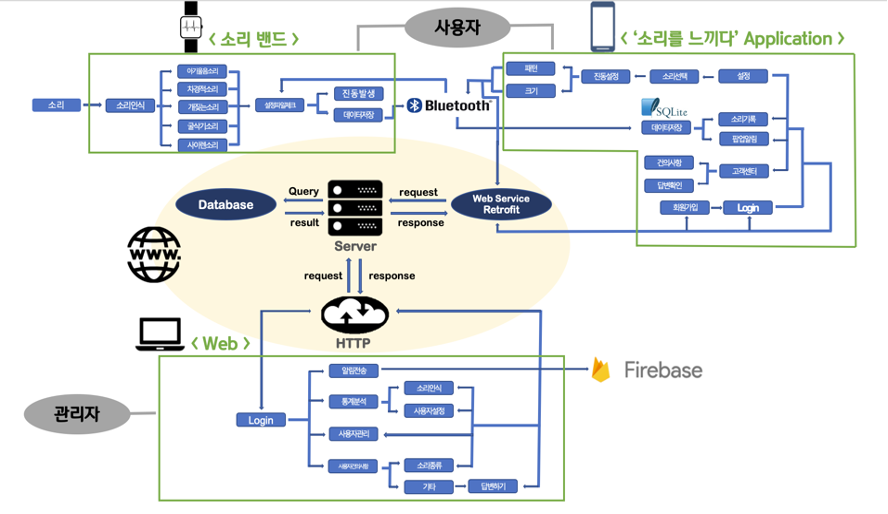 사용자
< 소리 밴드 >
< ‘소리를 느끼다’ Application >
소리
소리인식
아기울음소리
차경적소리
개짖는소리
글식기소리
사이렌소리
설정파일체크
진동발생
데이터저장
Bluetooth
패턴
크기
진동설정
소리선택
설정
SQLite
데이터저장
소리기록
팝업알림
건의사항
답변확인
고객센터
회원가입
Login
Database
Query
result
Server
request
response
Web Service
Retrofit
WWW.
request
response
HTTP
< Web >
관리자
Login
알림전송
통계분석
소리인식
사용자설정
사용자관리
사용자건의사항
소리종류
기타
답변하기
Firebase